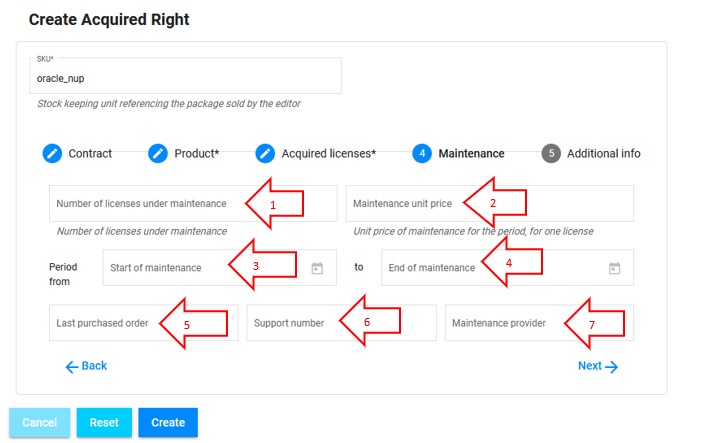 Create Acquired Right
SKU*
oracle_nup
Stock keeping unit referencing the package sold by the editor
Contract Product* Acquired licenses* 4 Maintenance 5 Additional info
Number of licenses under maintenance 1 Maintenance unit price 2
Number of licenses under maintenance Unit price of maintenance for the period, for one license
Period from Start of maintenance 3 to End of maintenance 4
Last purchased order 5 Support number 6 Maintenance provider 7
Back Next
Cancel Reset Create